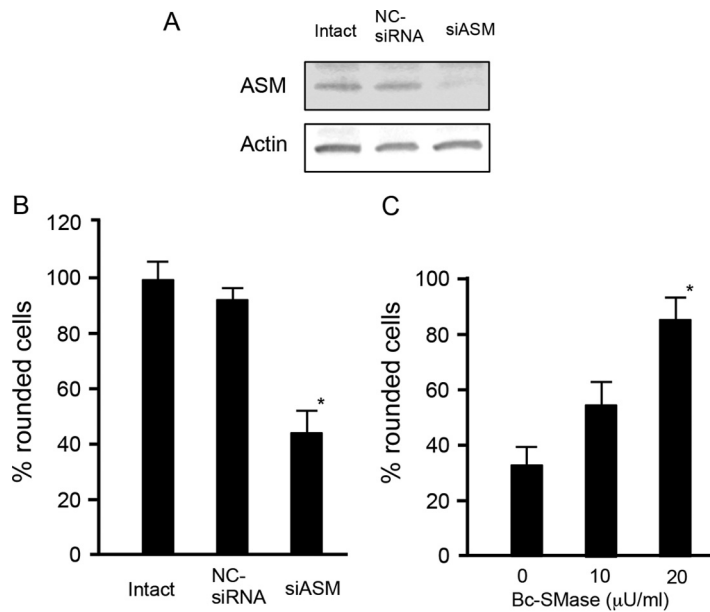 A
Intact
NC-
siRNA
siASM
ASM
Actin
B
120
100
80
60
40
20
0
% rounded cells
*
Intact
NC-
siRNA
siASM
C
100
80
60
40
20
0
% rounded cells
*
0 10 20
Bc-SMase (μU/ml)